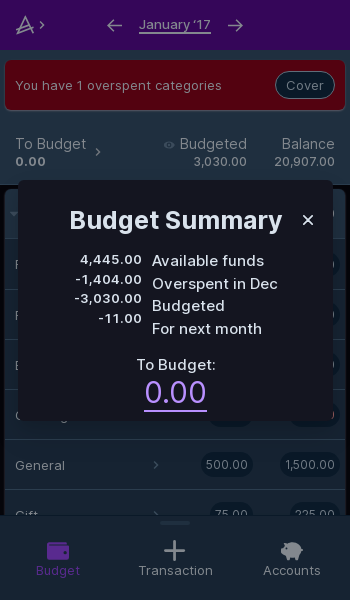 January ‘17
You have 1 overspent categories
Cover
To Budget
Budgeted
Balance
0.00
3,030.00
20,907.00
Budget Summary
4,445.00 Available funds
-1,404.00 Overspent in Dec
-3,030.00 Budgeted
-11.00 For next month
To Budget:
0.00
General 500.00 1,500.00
Gift 75.00 225.00
Budget
Transaction
Accounts